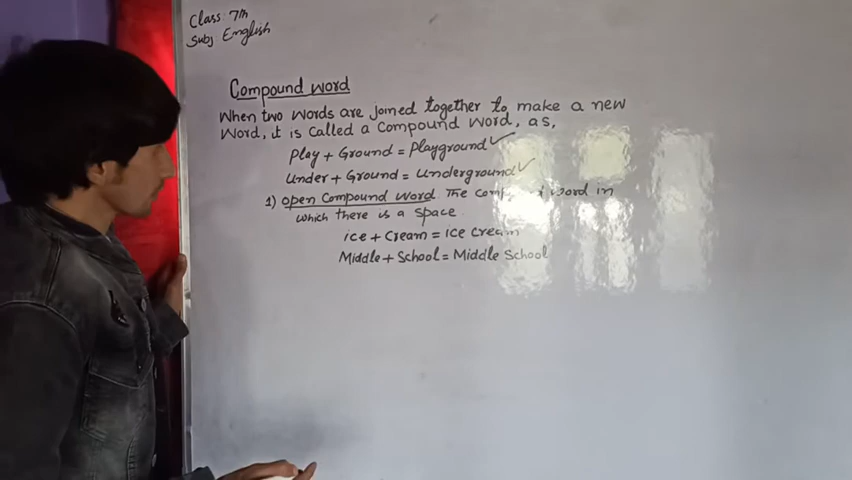 Class: 7th
Subj English
Compound word
When two words are joined together to make a new
word, it is called a compound word, as,
Play + Ground = Playground ✓
Under + Ground = Underground ✓
1) open compound word. The word in
which there is a space
ice + Cream = ice cream
Middle + School = Middle School